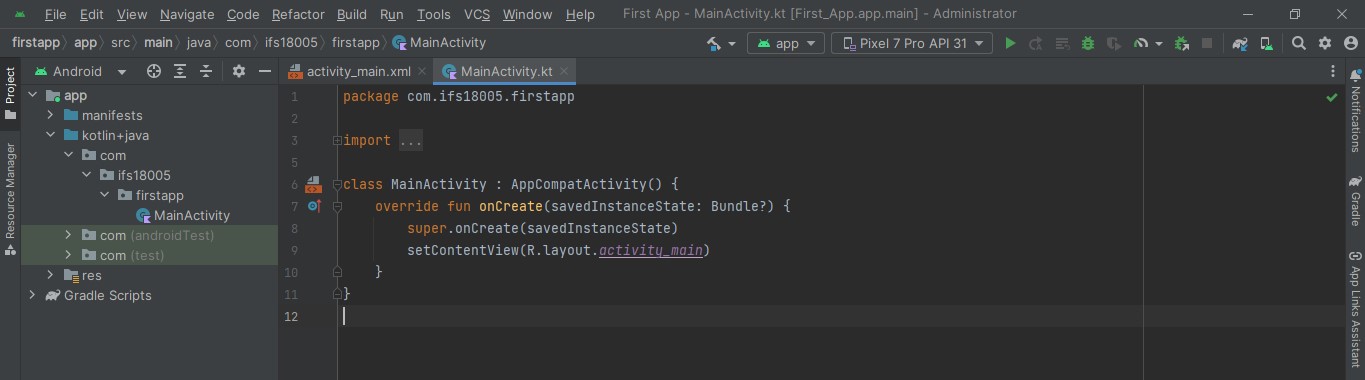 File Edit View Navigate Code Refactor Build Run Tools VCS Window Help First App - MainActivity.kt [First_App.app.main] - Administrator
firstapp app src main java com ifs18005 firstapp MainActivity app Pixel 7 Pro API 31
Project
Resource Manager
Android
app
manifests
kotlin+java
com
ifs18005
firstapp
MainActivity
com (androidTest)
com (test)
res
Gradle Scripts
activity_main.xml MainActivity.kt
1 package com.ifs18005.firstapp
2
3 import ...
5
6 class MainActivity : AppCompatActivity() {
7 override fun onCreate(savedInstanceState: Bundle?) {
8 super.onCreate(savedInstanceState)
9 setContentView(R.layout.activity_main)
10 }
11 }
12
Notifications
Gradle
App Links Assistant